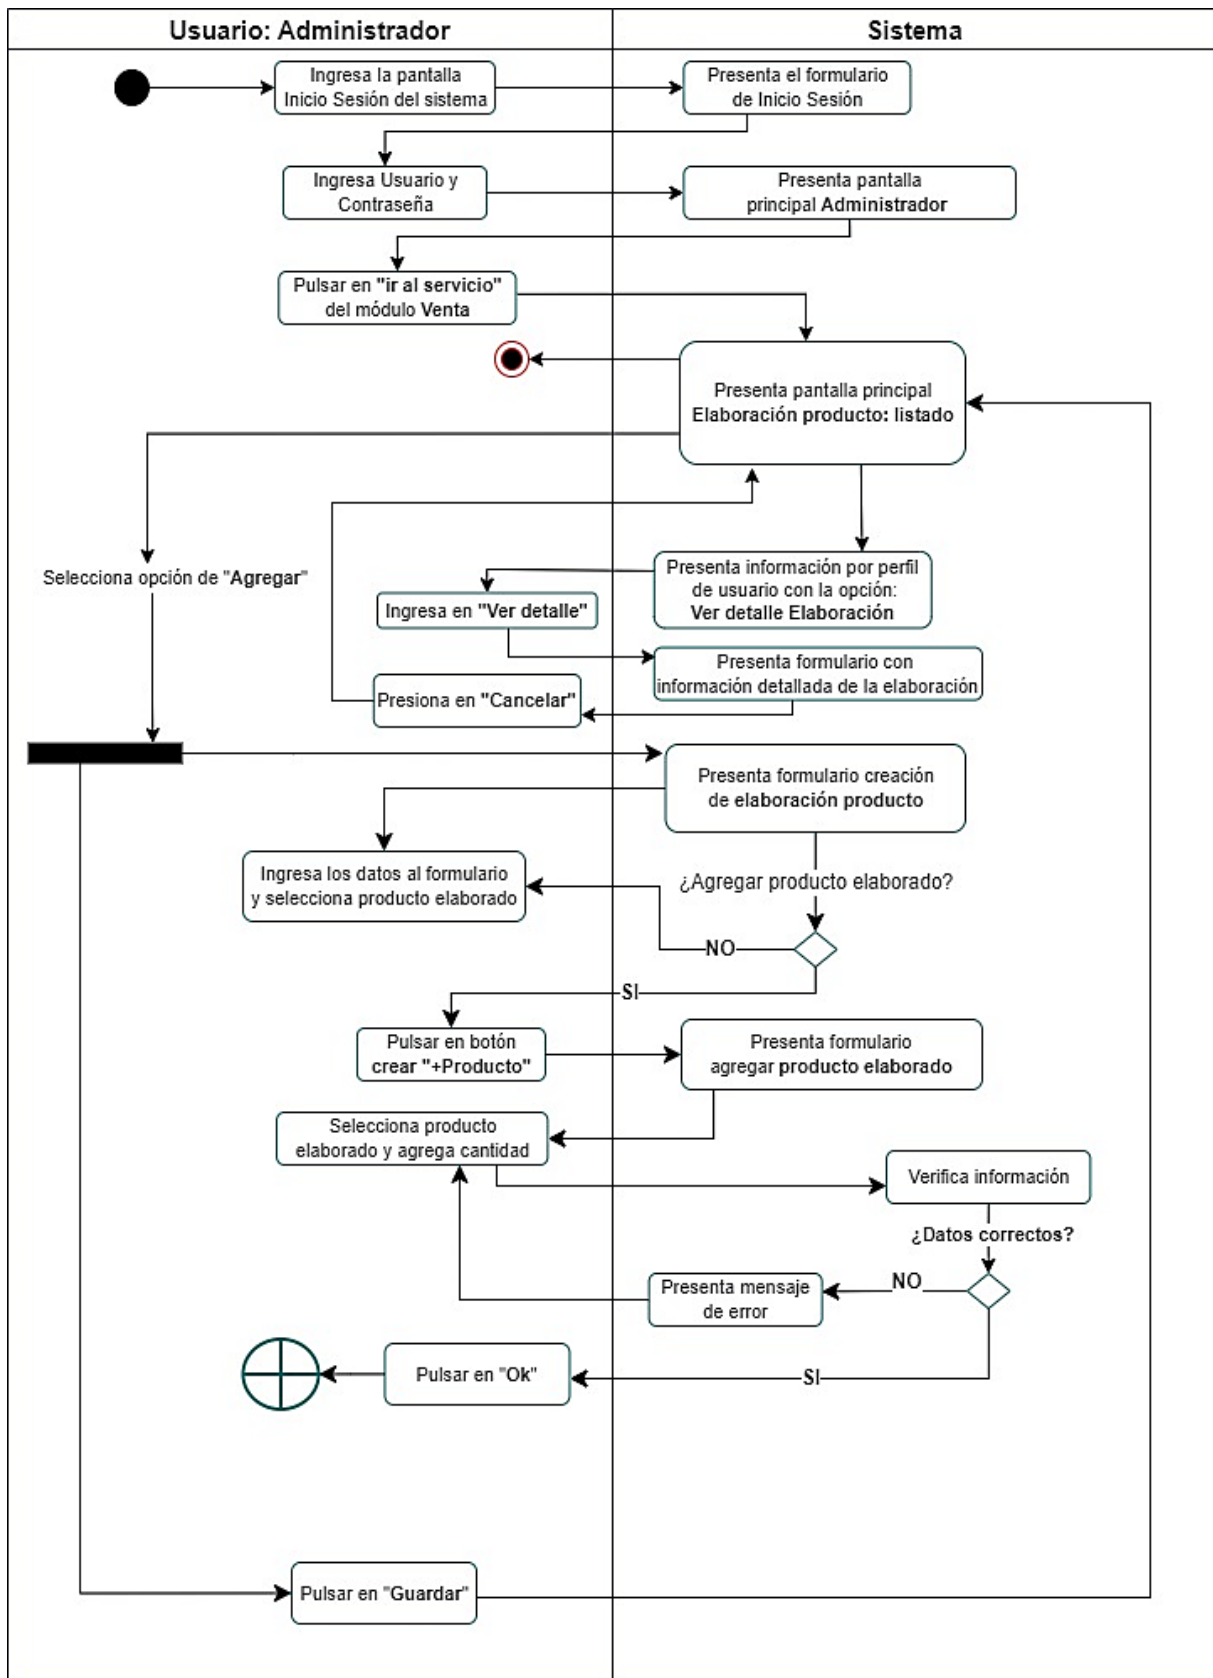 Usuario: Administrador
Sistema
Ingresa la pantalla
Inicio Sesión del sistema
Presenta el formulario
de Inicio Sesión
Ingresa Usuario y
Contraseña
Presenta pantalla
principal Administrador
Pulsar en "ir al servicio"
del módulo Venta
Presenta pantalla principal
Elaboración producto: listado
Selecciona opción de "Agregar"
Presenta información por perfil
de usuario con la opción:
Ver detalle Elaboración
Ingresa en "Ver detalle"
Presenta formulario con
información detallada de la elaboración
Presiona en "Cancelar"
Presenta formulario creación
de elaboración producto
Ingresa los datos al formulario
y selecciona producto elaborado
¿Agregar producto elaborado?
NO
SI
Pulsar en botón
crear "+Producto"
Presenta formulario
agregar producto elaborado
Selecciona producto
elaborado y agrega cantidad
Verifica información
¿Datos correctos?
NO
Presenta mensaje
de error
Pulsar en "Ok"
SI
Pulsar en "Guardar"